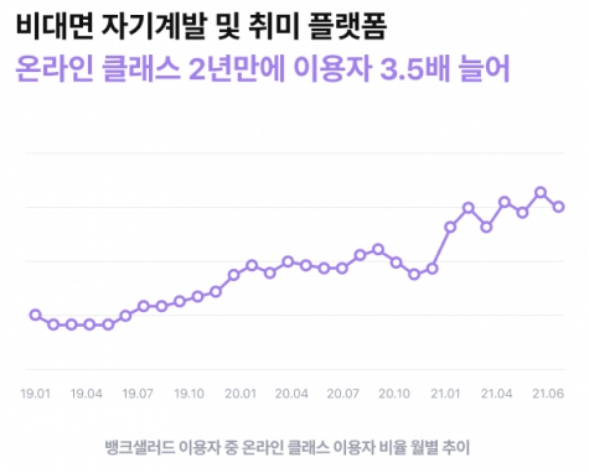 비대면 자기계발 및 취미 플랫폼
온라인 클래스 2년만에 이용자 3.5배 늘어
19.01 19.04 19.07 19.10 20.01 20.04 20.07 20.10 21.01 21.04 21.06
뱅크샐러드 이용자 중 온라인 클래스 이용자 비율 월별 추이